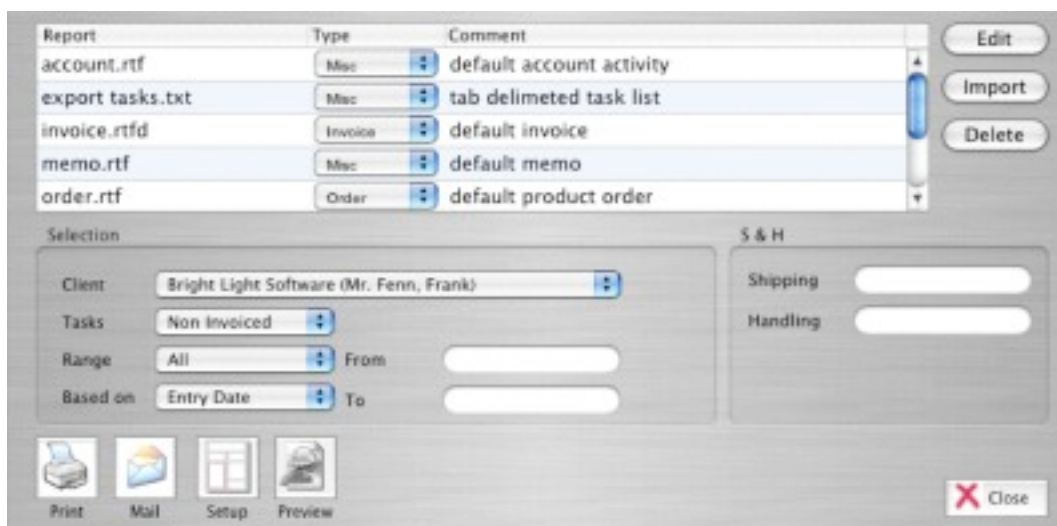 Report Type Comment
account.rtf Misc default account activity
export tasks.txt Misc tab delimeted task list
invoice.rtfd Invoice default invoice
memo.rtf Misc default memo
order.rtf Order default product order
Edit
Import
Delete
Selection
Client Bright Light Software (Mr. Fenn, Frank)
Tasks Non Invoiced
Range All From
Based on Entry Date To
S & H
Shipping
Handling
Print Mail Setup Preview
Close